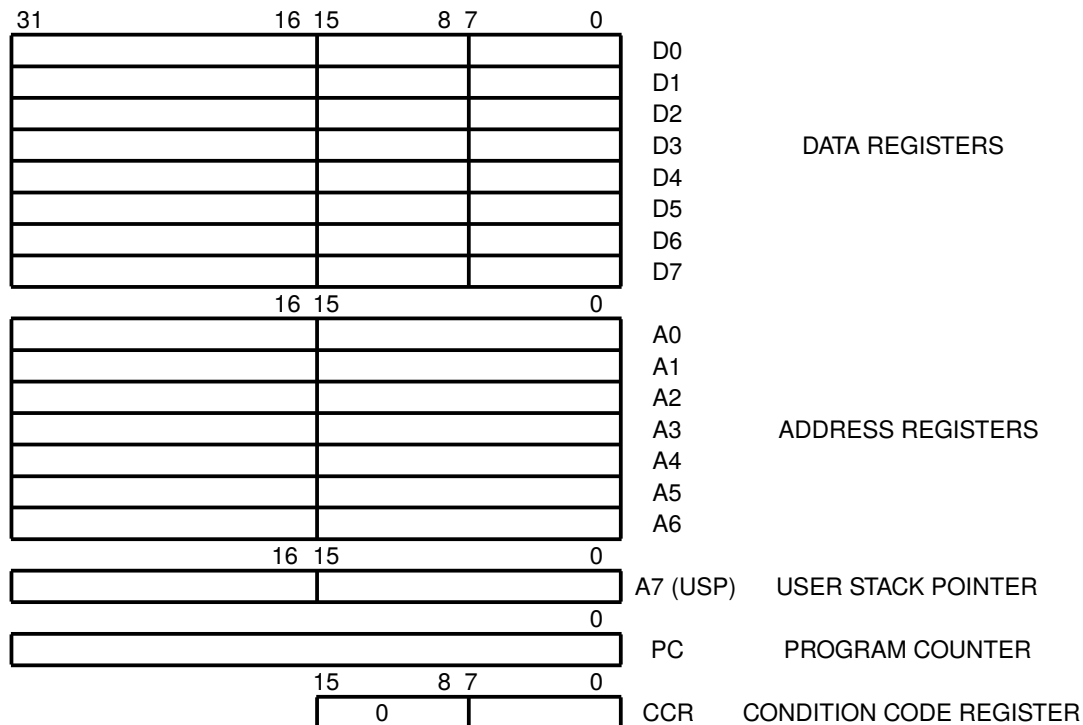 31 16 15 8 7 0
D0
D1
D2
D3 DATA REGISTERS
D4
D5
D6
D7
16 15 0
A0
A1
A2
A3 ADDRESS REGISTERS
A4
A5
A6
16 15 0
A7 (USP) USER STACK POINTER
0
PC PROGRAM COUNTER
15 8 7 0
0 CCR CONDITION CODE REGISTER